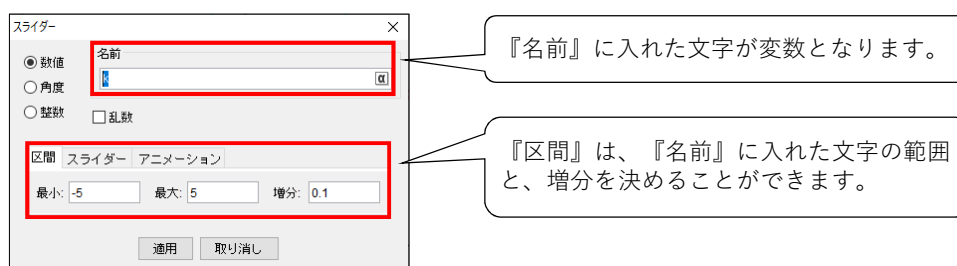 スライダー
数値
角度
整数
名前
k
α
乱数
区間 スライダー アニメーション
最小: -5 最大: 5 増分: 0.1
適用 取り消し
『名前』に入れた文字が変数となります。
『区間』は、『名前』に入れた文字の範囲
と、増分を決めることができます。